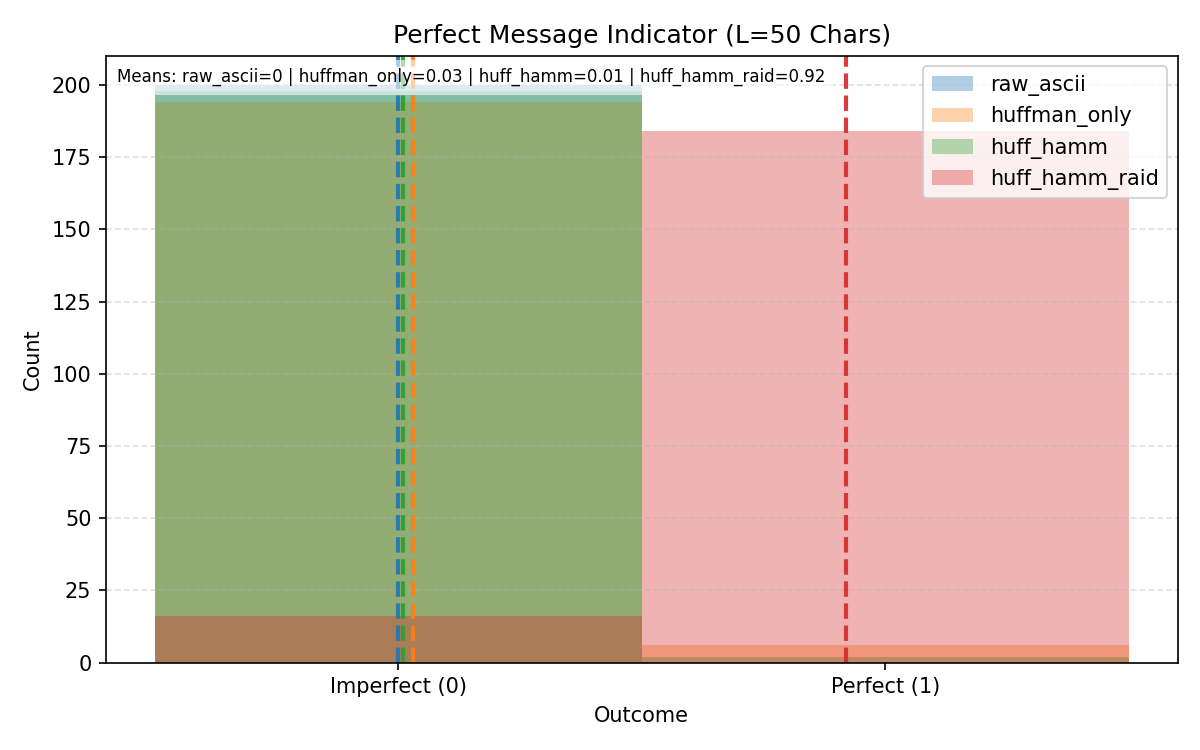 Perfect Message Indicator (L=50 Chars)
Means: raw_ascii=0 | huffman_only=0.03 | huff_hamm=0.01 | huff_hamm_raid=0.92
raw_ascii
huffman_only
huff_hamm
huff_hamm_raid
200
175
150
125
100
75
50
25
0
Count
Imperfect (0)
Perfect (1)
Outcome